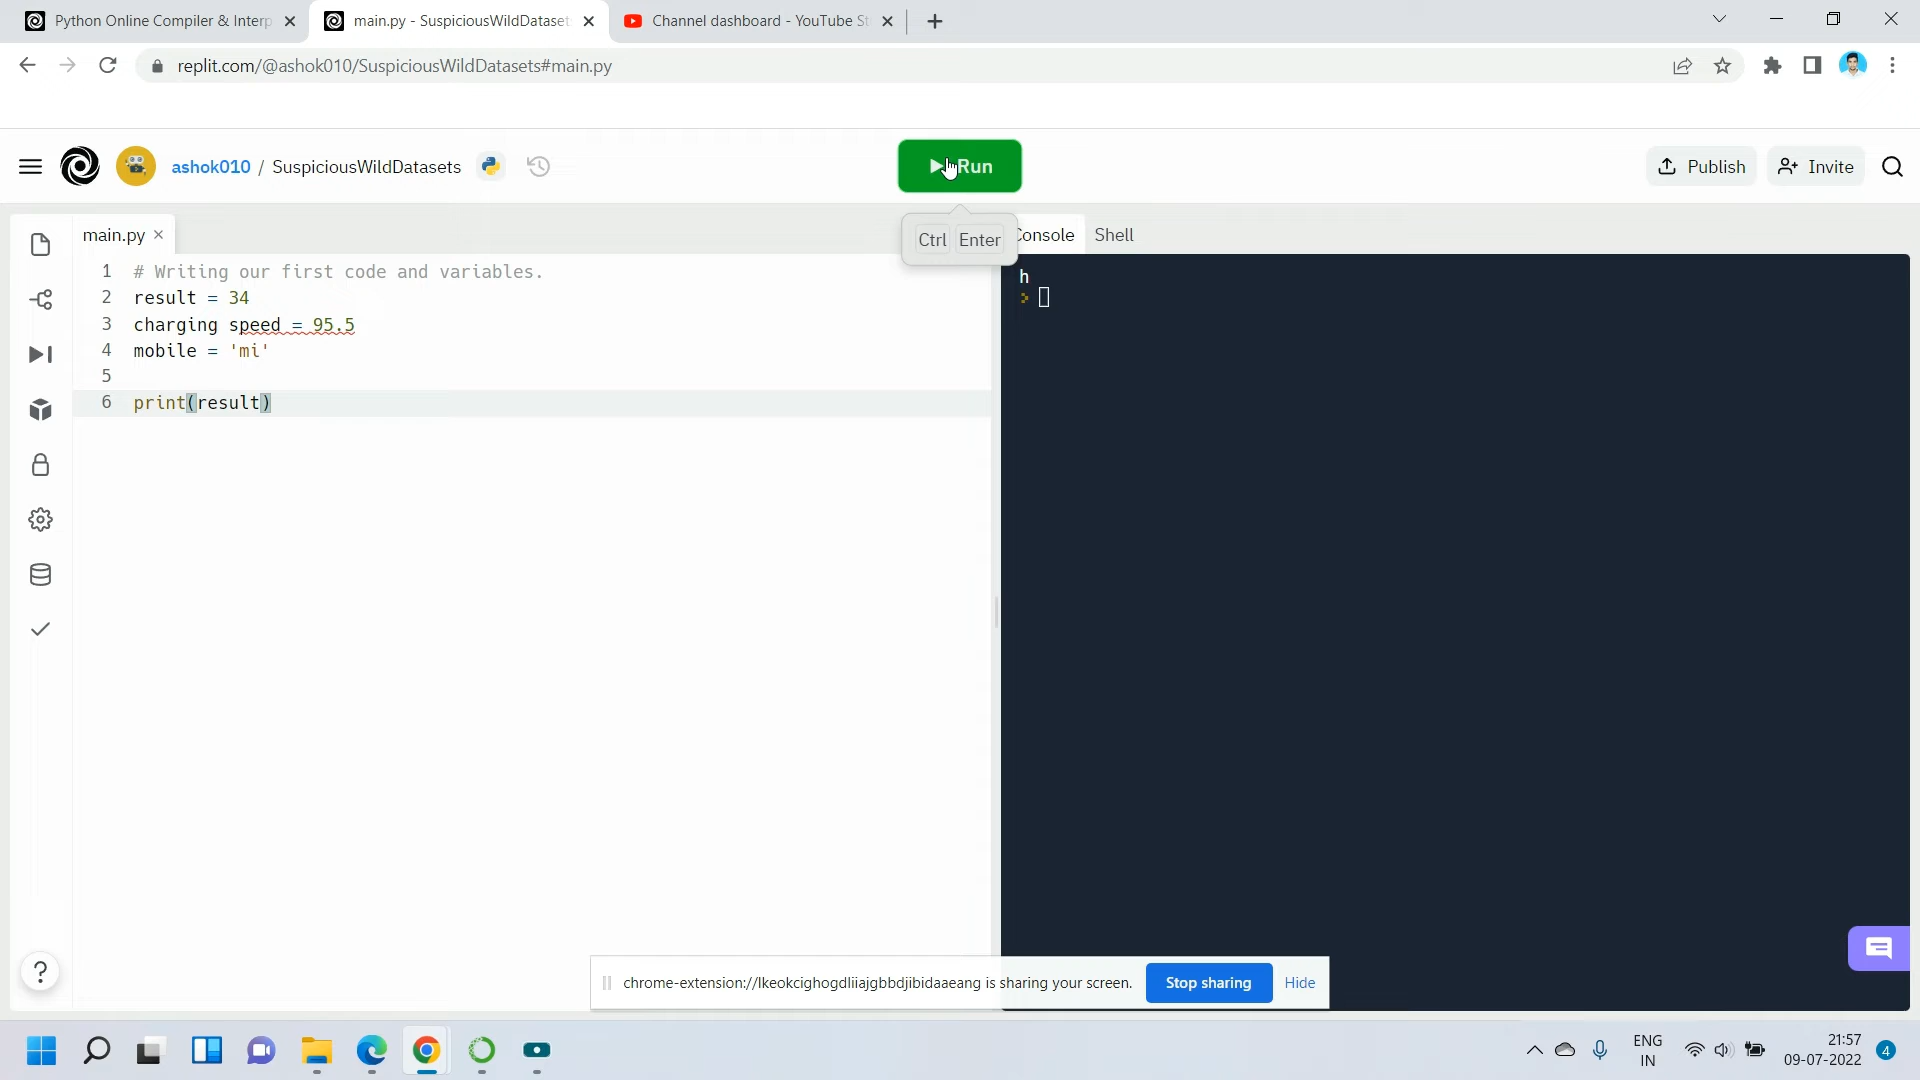 Python Online Compiler & Interp
main.py - SuspiciousWildDataset
Channel dashboard - YouTube St
replit.com/@ashok010/SuspiciousWildDatasets#main.py
ashok010 / SuspiciousWildDatasets
Run
Publish
Invite
Ctrl Enter
main.py
Console
Shell
1 # Writing our first code and variables.
2 result = 34
3 charging speed = 95.5
4 mobile = 'mi'
5
6 print(result)
h
chrome-extension://lkeokcighogdliiajgbbdjibidaaeang is sharing your screen.
Stop sharing
Hide
?
ENG
IN
21:57
09-07-2022
4